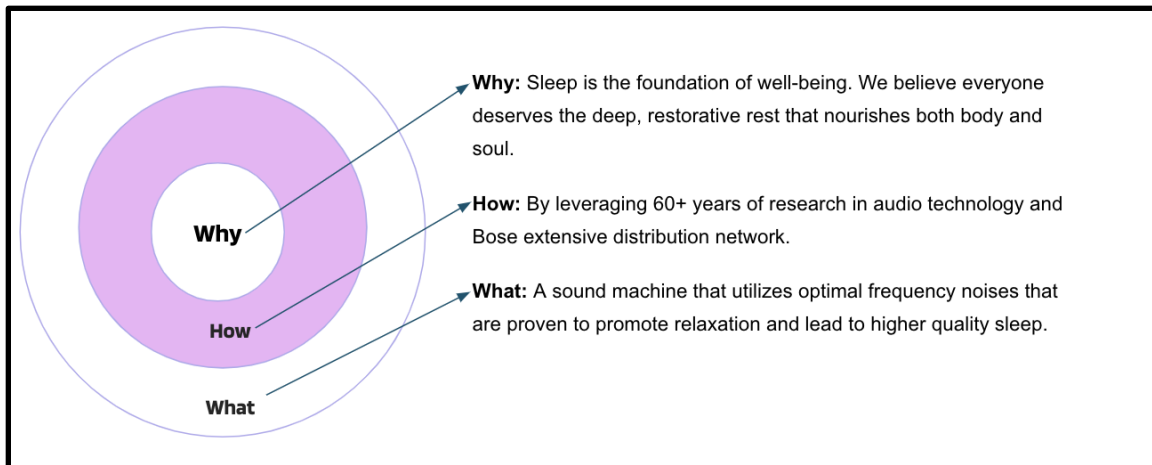 Why: Sleep is the foundation of well-being. We believe everyone
deserves the deep, restorative rest that nourishes both body and
soul.
How: By leveraging 60+ years of research in audio technology and
Bose extensive distribution network.
What: A sound machine that utilizes optimal frequency noises that
are proven to promote relaxation and lead to higher quality sleep.
Why
How
What